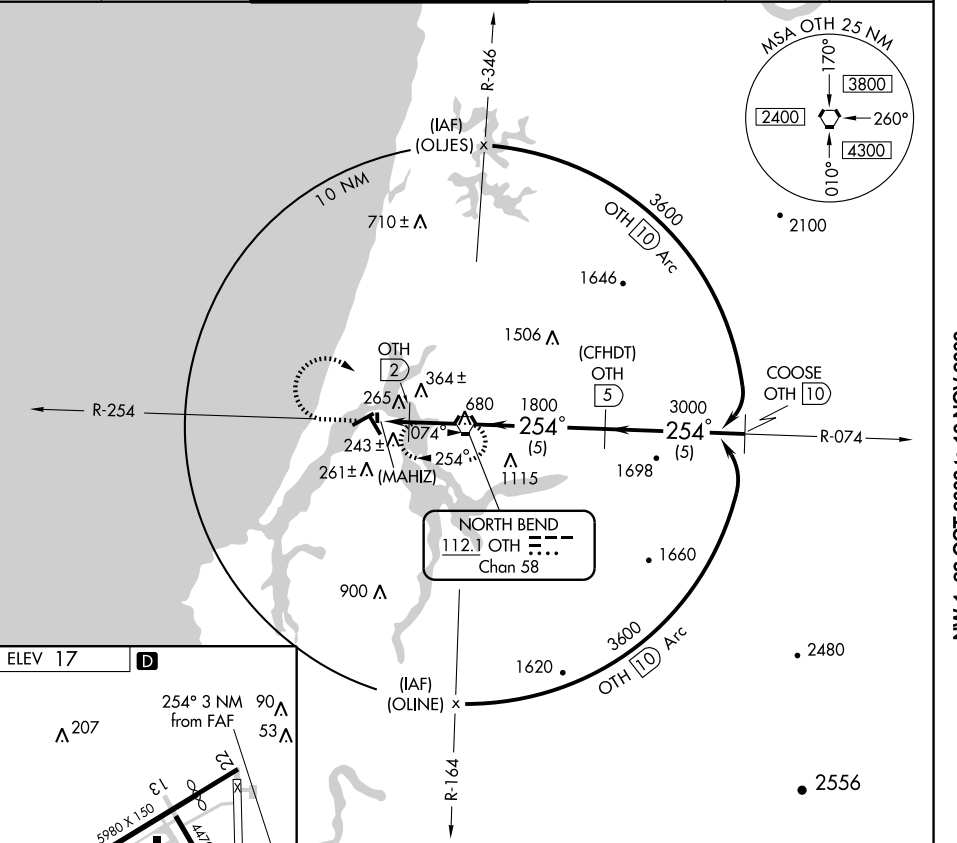 MSA OTH 25 NM
170°
3800
2400
260°
4300
010°
R-346
(IAF)
(OLJES) x
10 NM
3600
OTH 10 Arc
710±
2100
1646
1506
(CFHDT)
OTH
5
OTH
2
364±
265
680
1800
3000
COOSE
OTH 10
R-254
074°
254°
(5)
254°
(5)
R-074
243±
254°
261±
(MAHIZ)
1115
1698
NORTH BEND
112.1 OTH
Chan 58
1660
900
3600
OTH 10 Arc
1620
2480
(IAF)
(OLINE) x
R-164
2556
ELEV 17
D
254° 3 NM
from FAF
90
53
207
22
13
X
5980 X 150